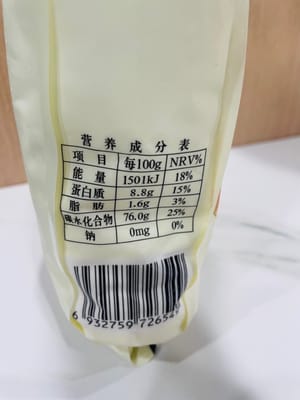 营养成分表
项 目 每100g NRV%
能 量 1501kJ 18%
蛋白质 8.8g 15%
脂 肪 1.6g 3%
碳水化合物 76.0g 25%
钠 0mg 0%
6 932759 72654